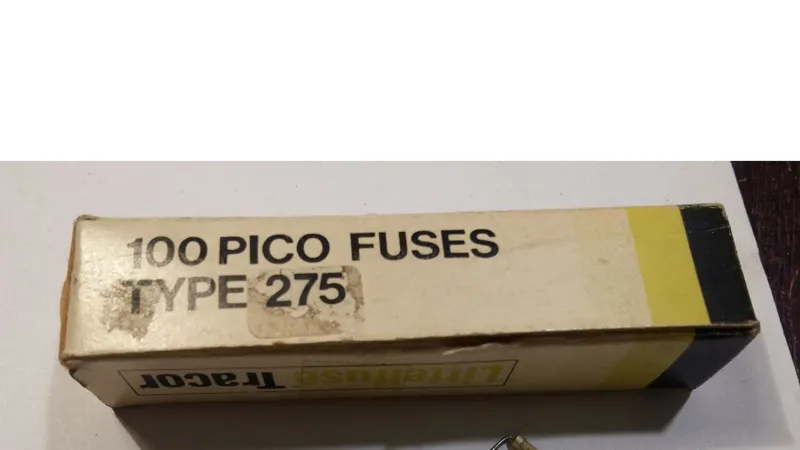 100 PICO FUSES
TYPE 275
Littelfuse Tracor